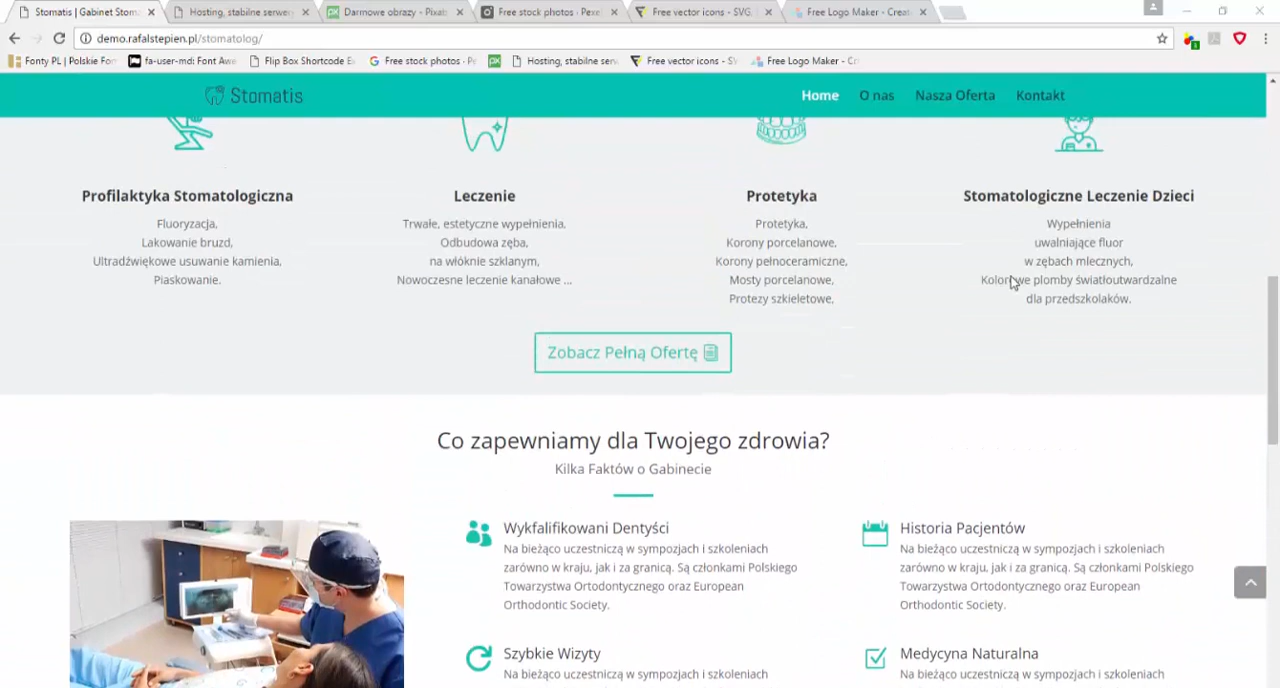 Stomatis | Gabinet Stom
Hosting, stabilne serwe
Darmowe obrazy - Pixab
Free stock photos · Pexe
Free vector icons - SVG,
Free Logo Maker - Creat
demo.rafalstepien.pl/stomatolog/
Fonty PL | Polskie Fon
fa-user-md: Font Awe
Flip Box Shortcode E
Free stock photos · Pe
Hosting, stabilne serw
Free vector icons - SV
Free Logo Maker - Cr
Stomatis
Home
O nas
Nasza Oferta
Kontakt
Profilaktyka Stomatologiczna
Fluoryzacja,
Lakowanie bruzd,
Ultradźwiękowe usuwanie kamienia,
Piaskowanie.
Leczenie
Trwałe, estetyczne wypełnienia.
Odbudowa zęba,
na włóknie szklanym,
Nowoczesne leczenie kanałowe ...
Protetyka
Protetyka,
Korony porcelanowe,
Korony pełnoceramiczne,
Mosty porcelanowe,
Protezy szkieletowe,
Stomatologiczne Leczenie Dzieci
Wypełnienia
uwalniające fluor
w zębach mlecznych,
Kolorowe plomby światłoutwardzalne
dla przedszkolaków.
Zobacz Pełną Ofertę
Co zapewniamy dla Twojego zdrowia?
Kilka Faktów o Gabinecie
Wykfalifikowani Dentyści
Na bieżąco uczestniczą w sympozjach i szkoleniach
zarówno w kraju, jak i za granicą. Są członkami Polskiego
Towarzystwa Ortodontycznego oraz European
Orthodontic Society.
Historia Pacjentów
Na bieżąco uczestniczą w sympozjach i szkoleniach
zarówno w kraju, jak i za granicą. Są członkami Polskiego
Towarzystwa Ortodontycznego oraz European
Orthodontic Society.
Szybkie Wizyty
Na bieżąco uczestniczą w sympozjach i szkoleniach
Medycyna Naturalna
Na bieżąco uczestniczą w sympozjach i szkoleniach